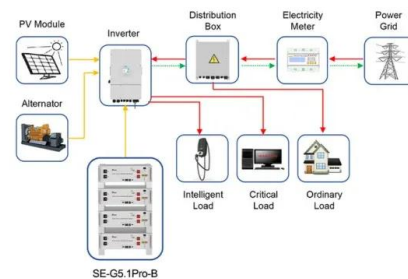 PV Module
Inverter
Distribution
Box
Electricity
Meter
Power
Grid
Alternator
Intelligent
Load
Critical
Load
Ordinary
Load
SE-G5.1Pro-B